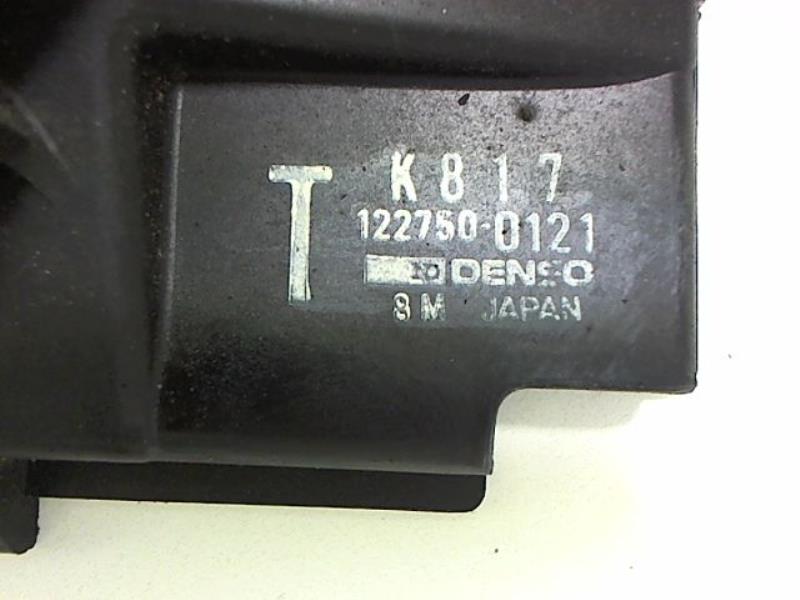 T K817
122750-0121
DENSO
8M JAPAN